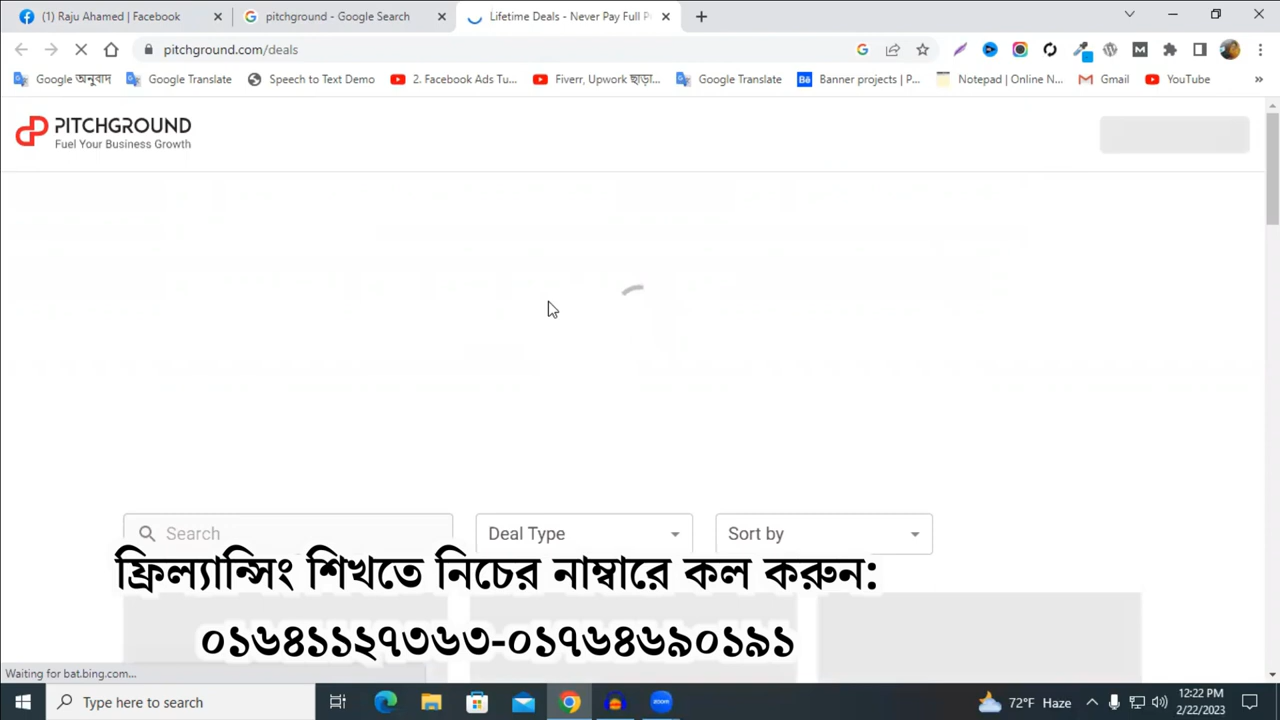 (1) Raju Ahamed | Facebook
pitchground - Google Search
Lifetime Deals - Never Pay Full P
pitchground.com/deals
Google অনুবাদ
Google Translate
Speech to Text Demo
2. Facebook Ads Tu...
Fiverr, Upwork ছাড়া...
Google Translate
Banner projects | P...
Notepad | Online N...
Gmail
YouTube
»
PITCHGROUND
Fuel Your Business Growth
Search
Deal Type
Sort by
ফ্রিল্যান্সিং শিখতে নিচের নাম্বারে কল করুন:
০১৬৪১১২৭৩৬৩-০১৭৬৪৬৯০১৯১
Waiting for bat.bing.com...
Type here to search
zoom
72°F Haze
12:22 PM
2/22/2023